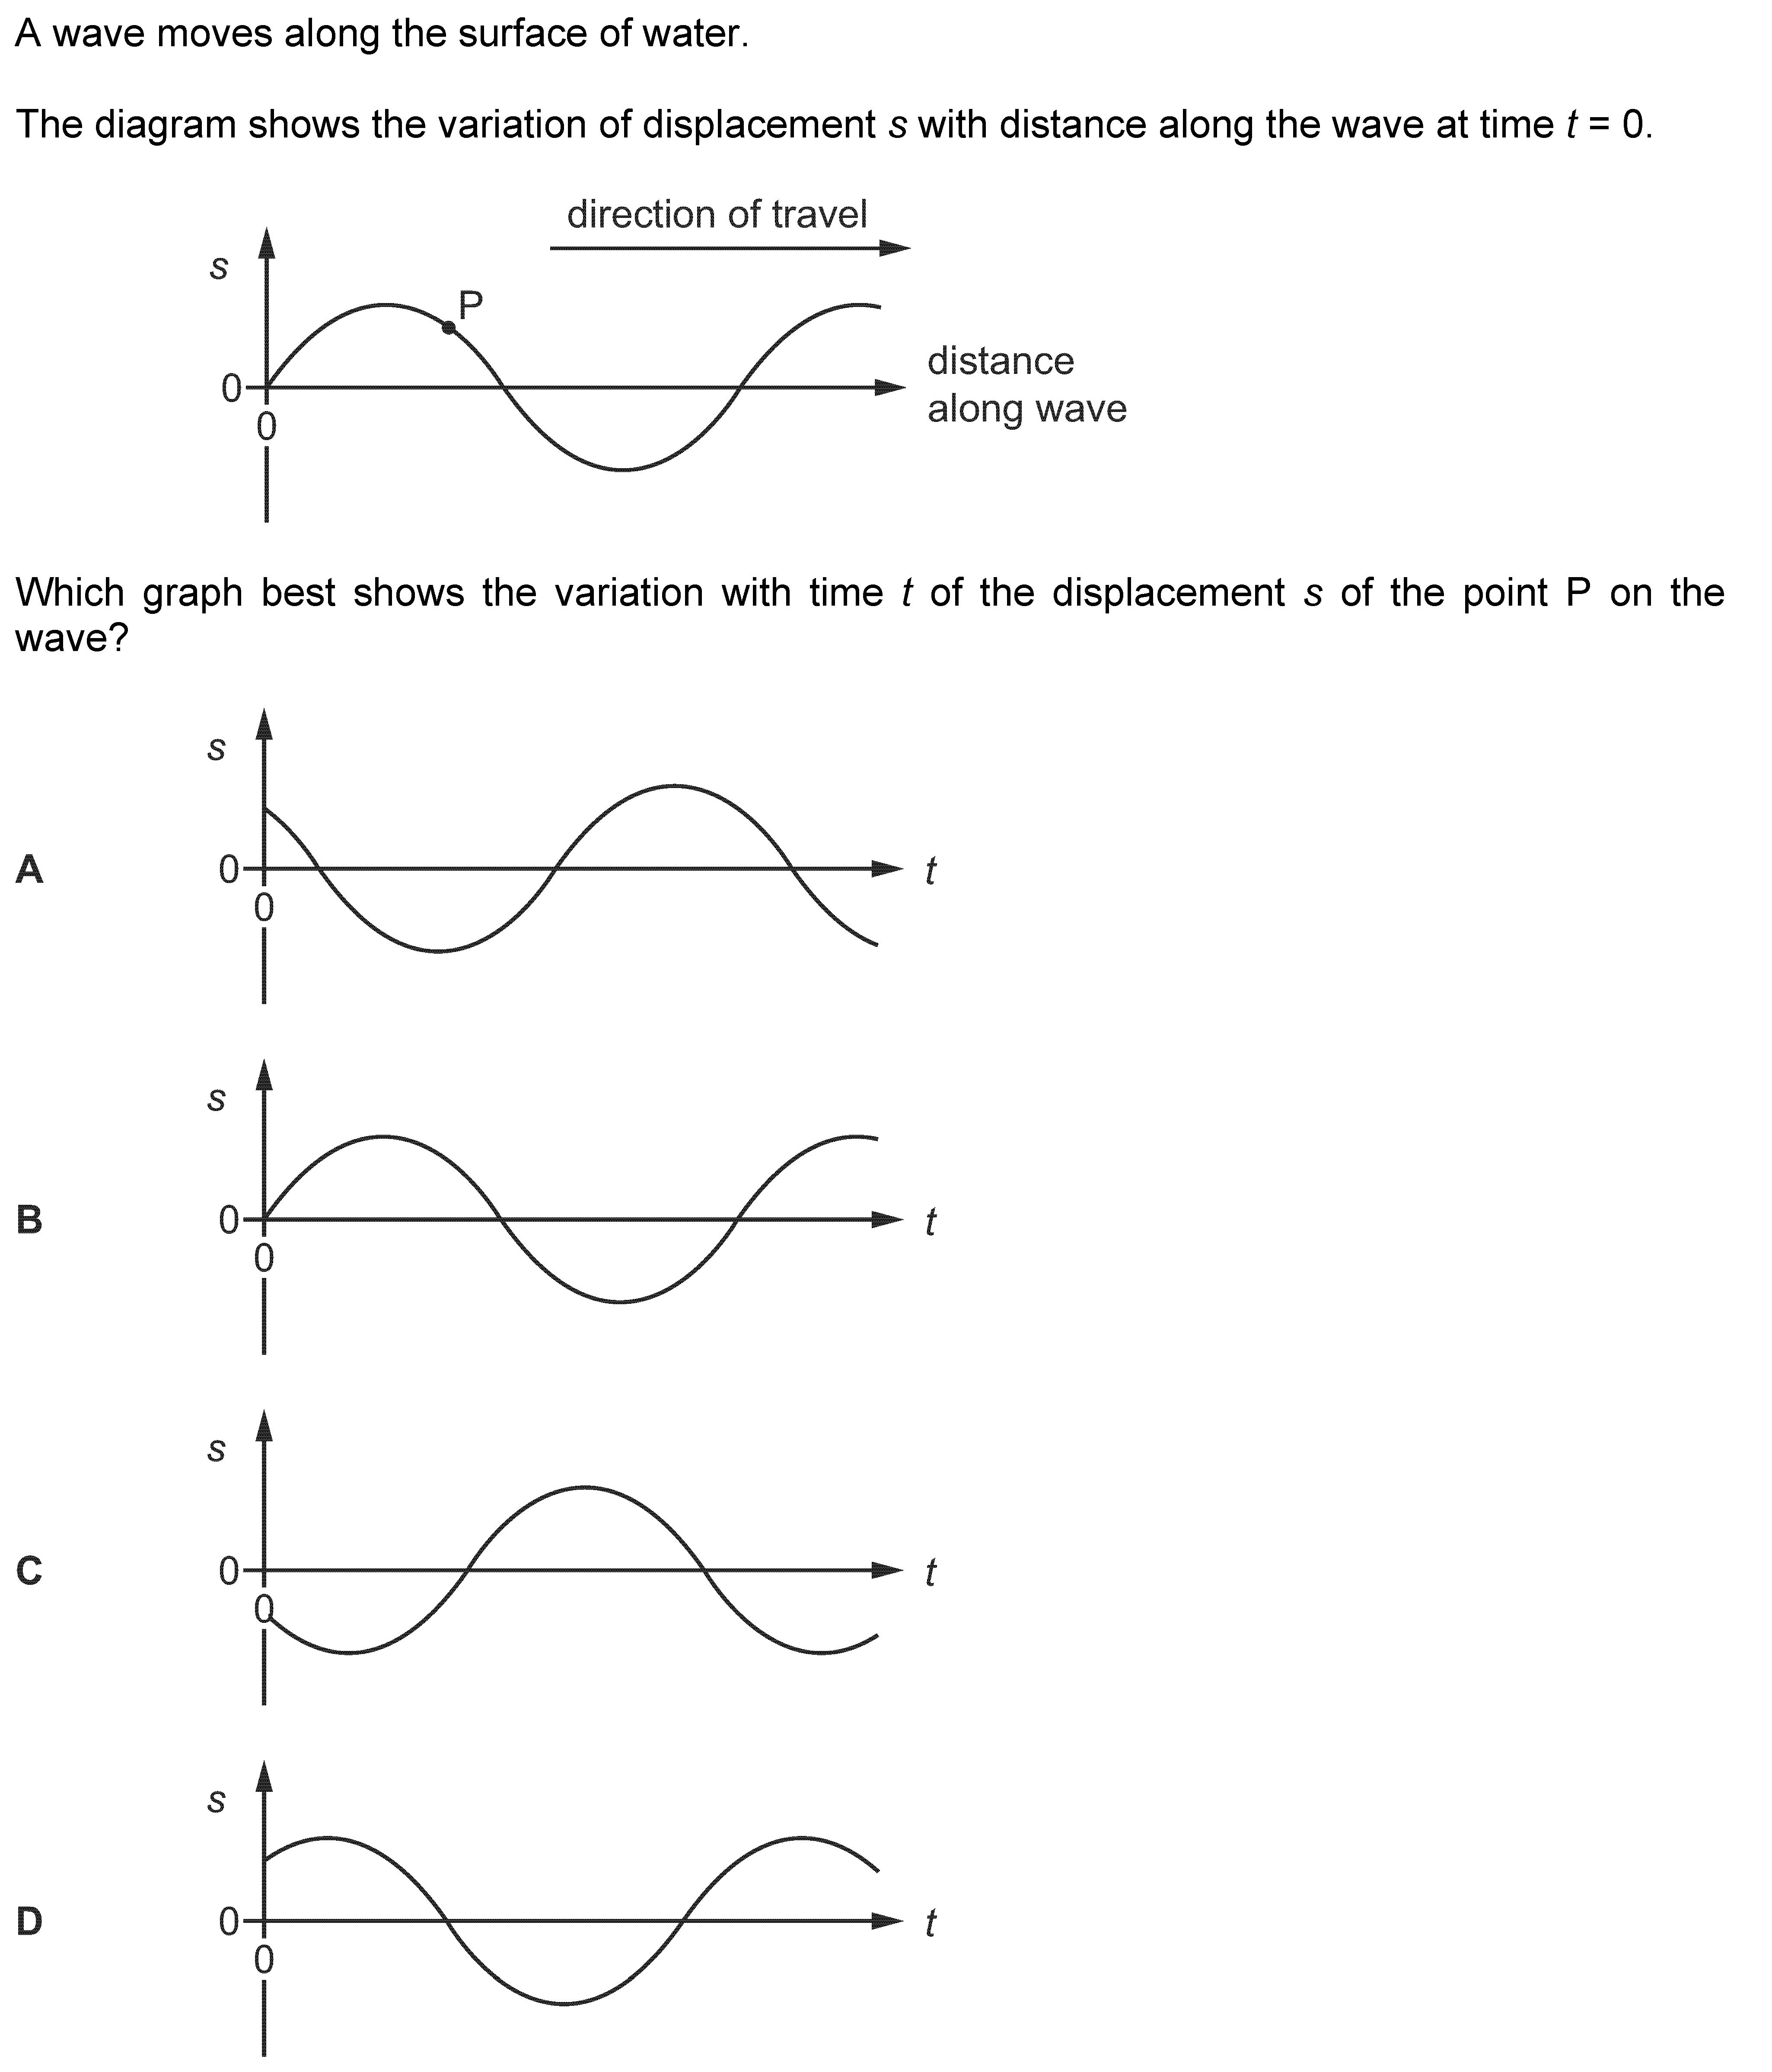 A wave moves along the surface of water.
The diagram shows the variation of displacement s with distance along the wave at time t = 0.
direction of travel
s
P
0
0
distance
along wave
Which graph best shows the variation with time t of the displacement s of the point P on the
wave?
s
A
0
t
0
s
B
0
t
0
s
C
0
t
0
s
D
0
t
0